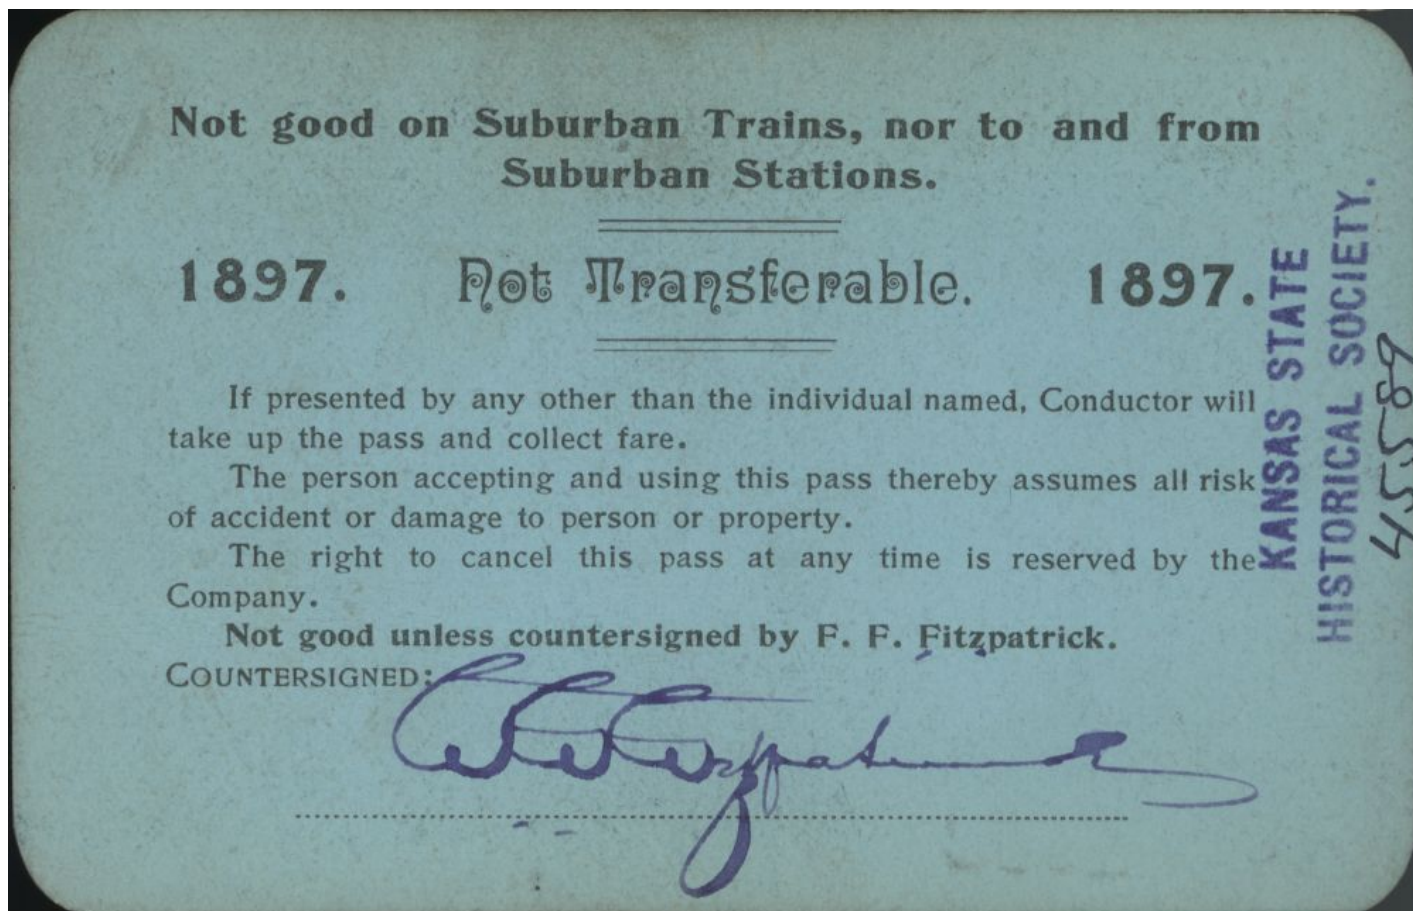 Not good on Suburban Trains, nor to and from
Suburban Stations.
1897. Not Transferable. 1897.
If presented by any other than the individual named, Conductor will
take up the pass and collect fare.
The person accepting and using this pass thereby assumes all risk
of accident or damage to person or property.
The right to cancel this pass at any time is reserved by the
Company.
Not good unless countersigned by F. F. Fitzpatrick.
COUNTERSIGNED:
F. F. Fitzpatrick
KANSAS STATE
HISTORICAL SOCIETY.